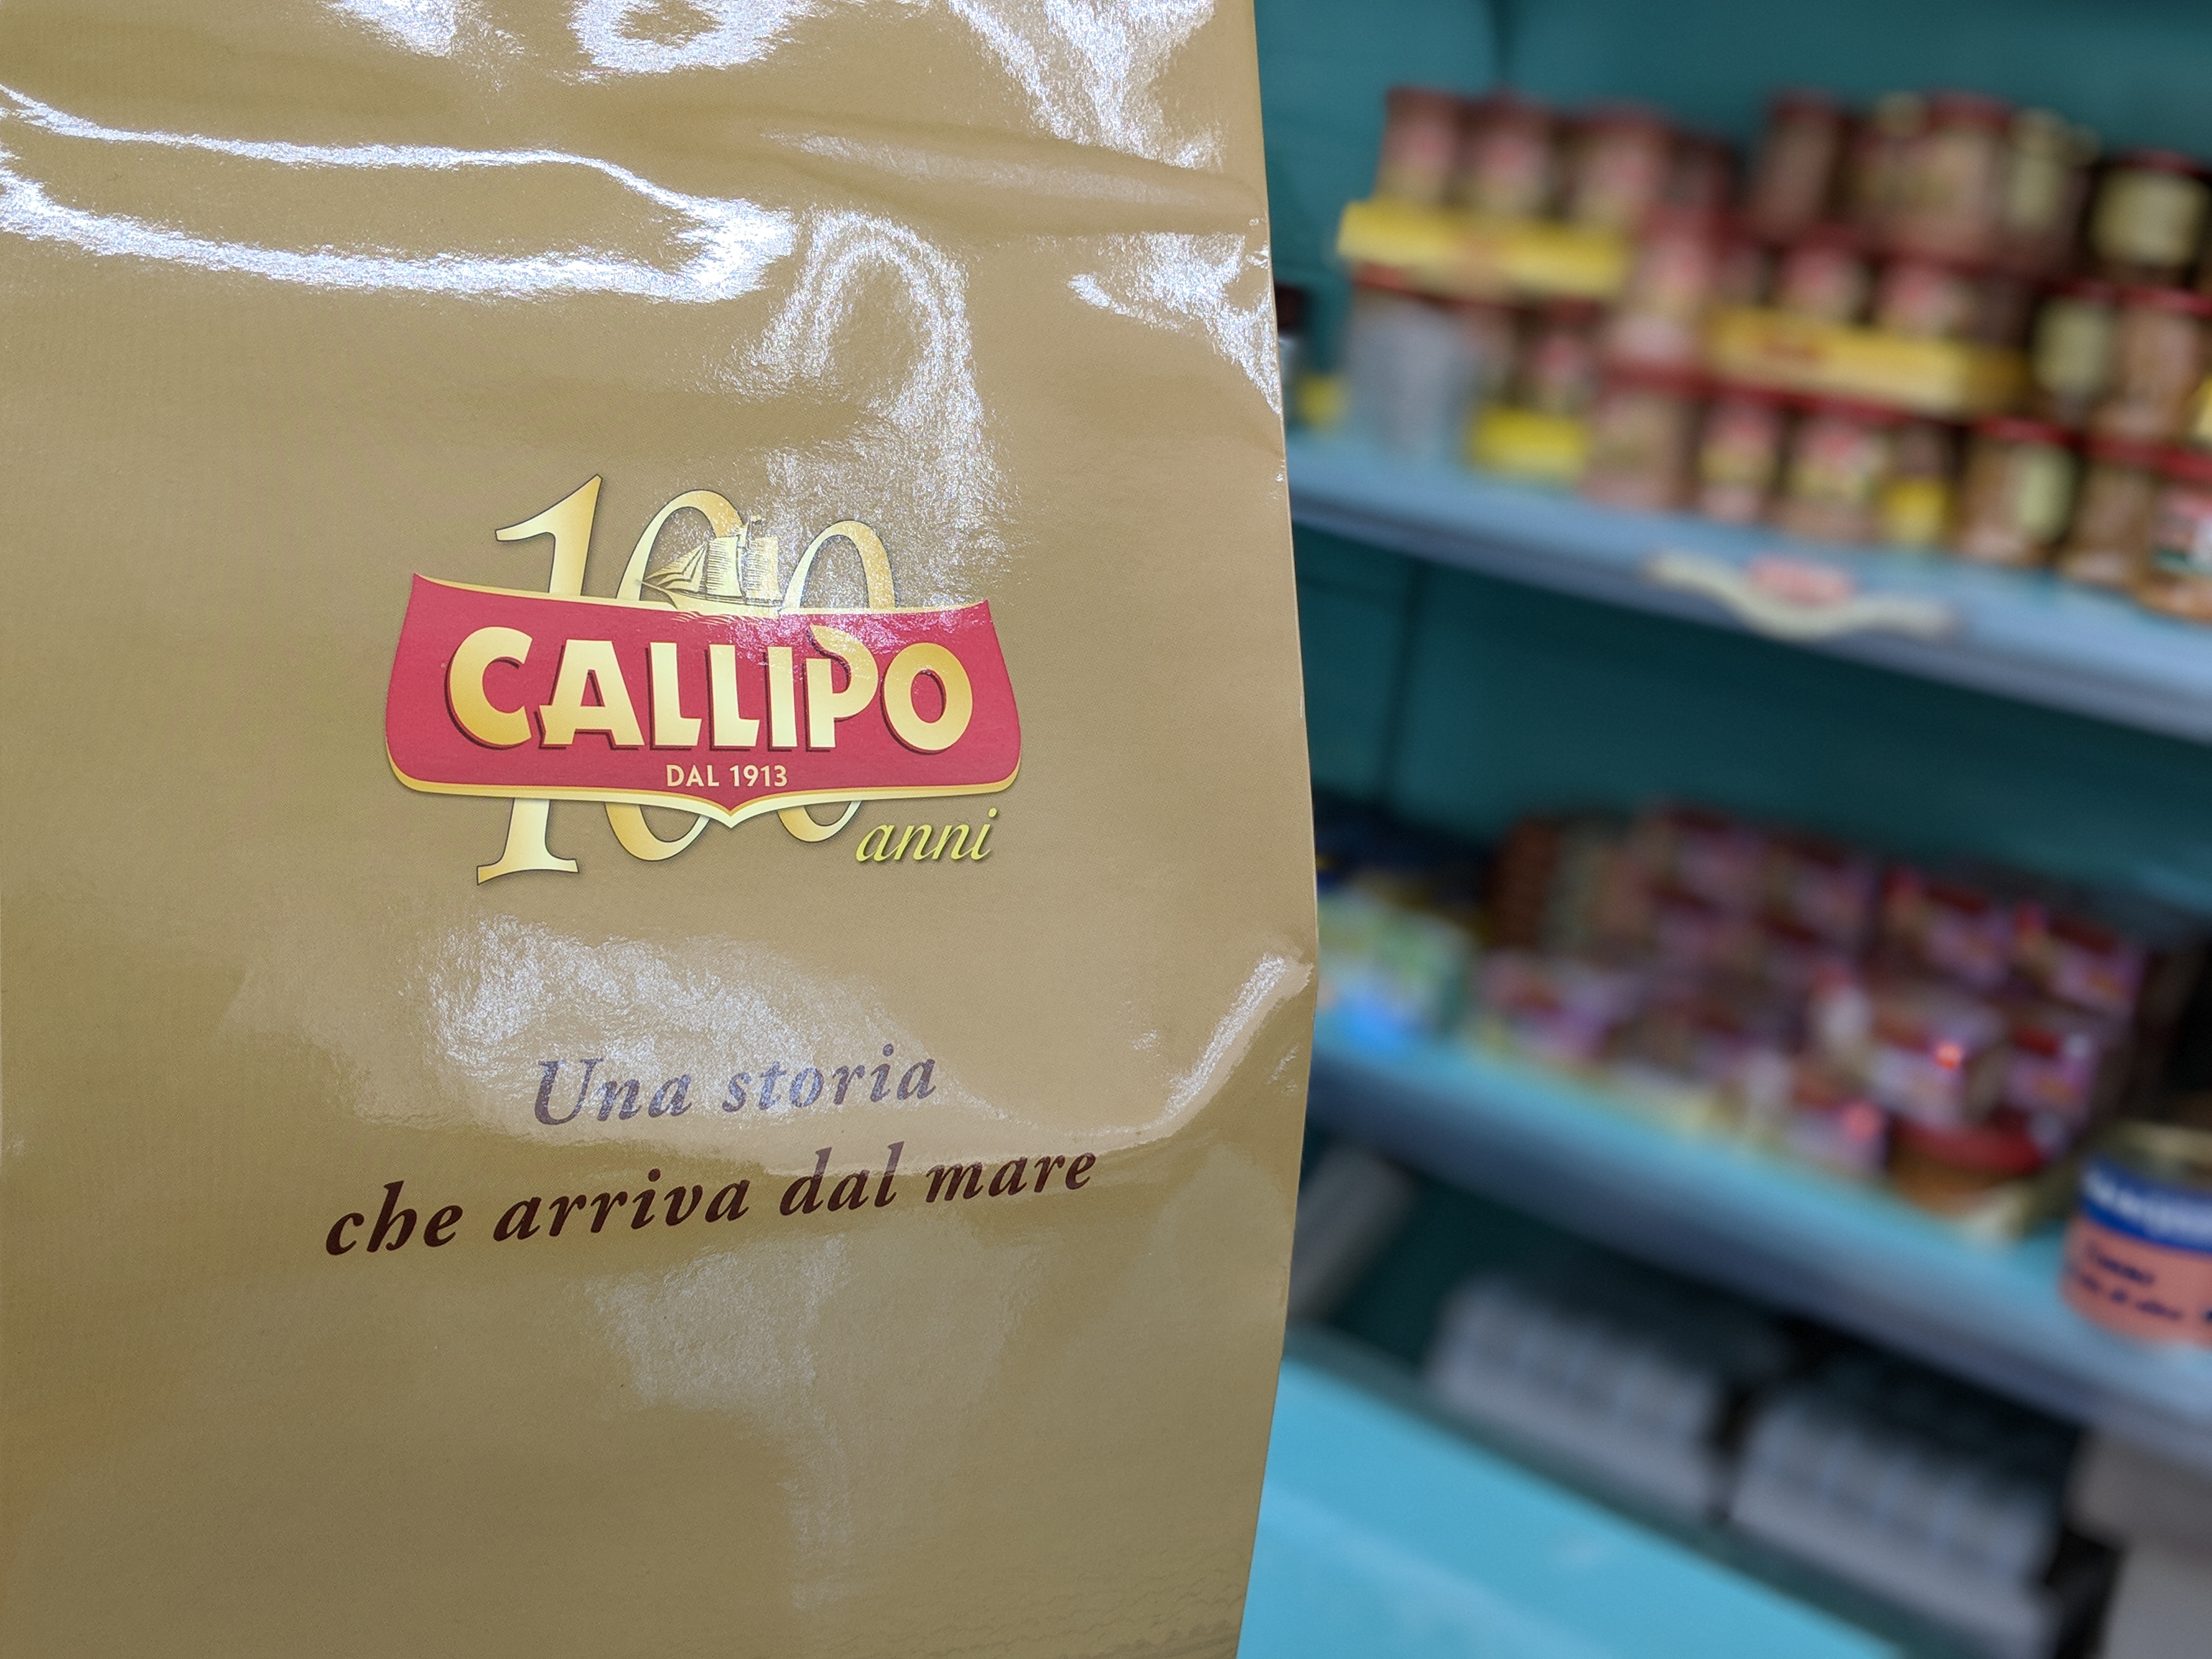 100
CALLIPO
DAL 1913
anni
Una storia
che arriva dal mare